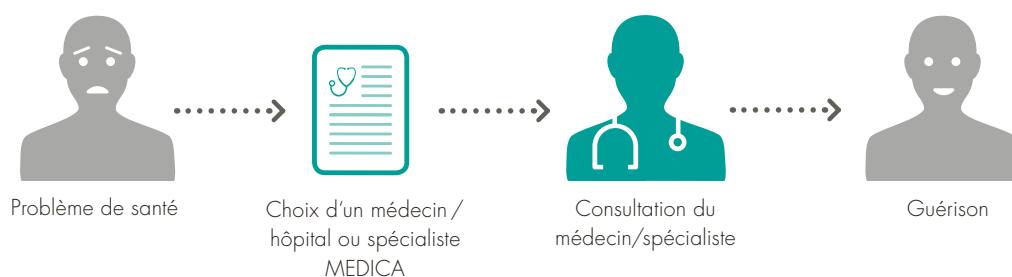 Problème de santé
Choix d'un médecin /
hôpital ou spécialiste
MEDICA
Consultation du
médecin/spécialiste
Guérison